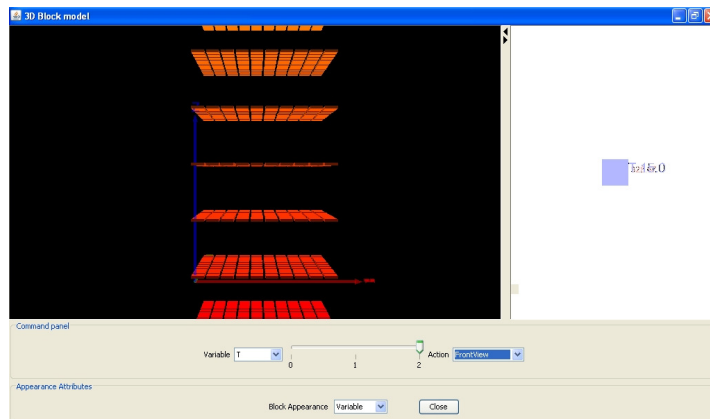 3D Block model
Command panel
Variable T
0 1 2
Action FrontView
Appearance Attributes
Block Appearance Variable Close